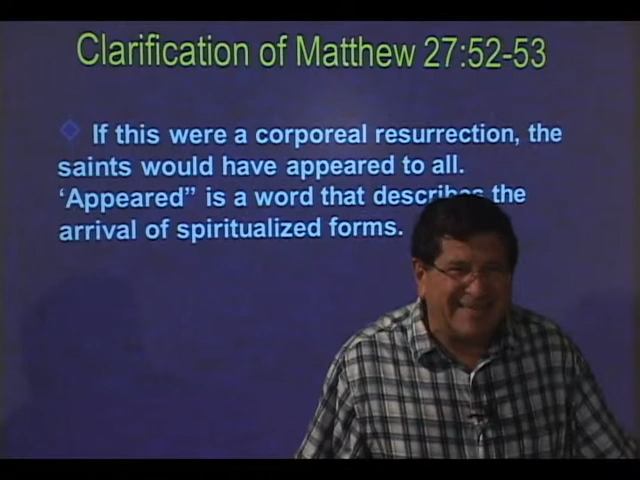 Clarification of Matthew 27:52-53
If this were a corporeal resurrection, the
saints would have appeared to all.
‘Appeared” is a word that describes the
arrival of spiritualized forms.